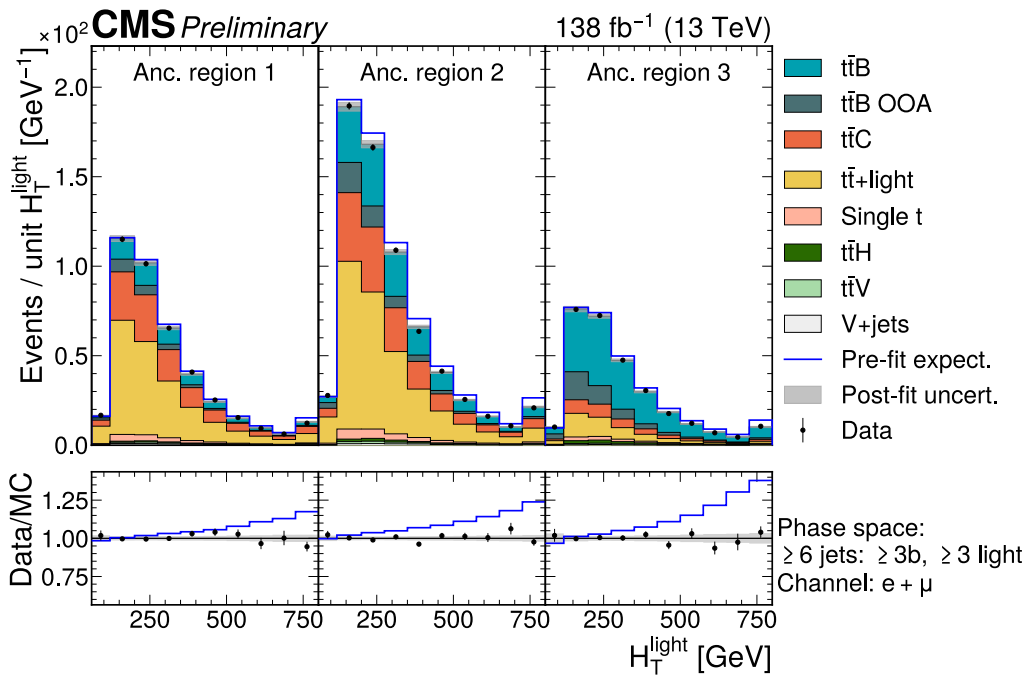 CMS Preliminary 138 fb⁻¹ (13 TeV)
×10²
Anc. region 1 Anc. region 2 Anc. region 3
Events / unit H_T^light [GeV⁻¹]
2.0
1.5
1.0
0.5
0.0
tt̄B
tt̄B OOA
tt̄C
tt̄+light
Single t
tt̄H
tt̄V
V+jets
Pre-fit expect.
Post-fit uncert.
Data
Data/MC
1.25
1.00
0.75
250 500 750 250 500 750 250 500 750
H_T^light [GeV]
Phase space:
≥ 6 jets: ≥ 3b, ≥ 3 light
Channel: e + μ